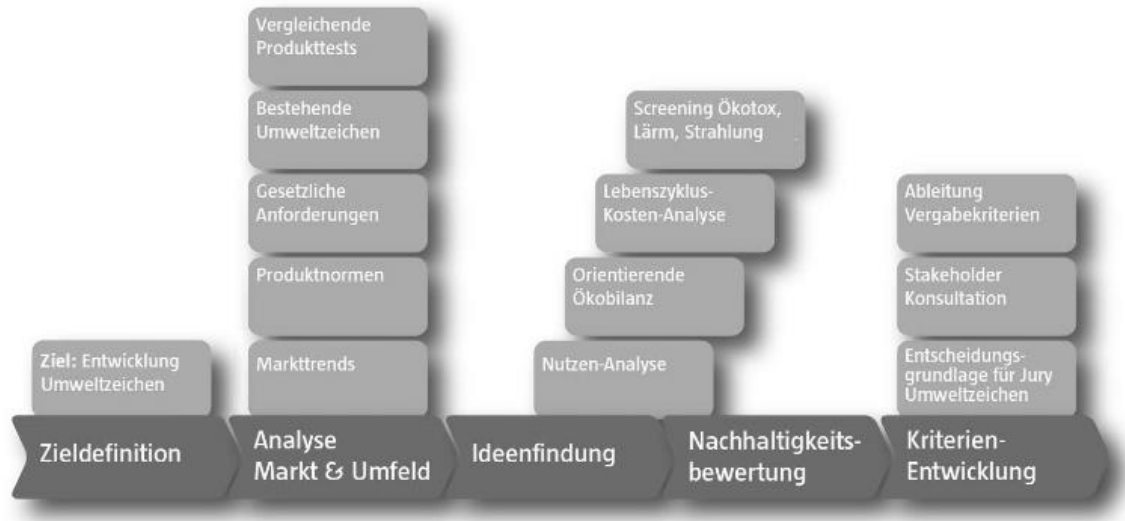 Vergleichende
Produkttests
Bestehende
Umweltzeichen
Gesetzliche
Anforderungen
Produktnormen
Markttrends
Ziel: Entwicklung
Umweltzeichen
Screening Ökotox,
Lärm, Strahlung
Lebenszyklus-
Kosten-Analyse
Orientierende
Ökobilanz
Nutzen-Analyse
Ableitung
Vergabekriterien
Stakeholder
Konsultation
Entscheidungs-
grundlage für Jury
Umweltzeichen
Zieldefinition
Analyse
Markt & Umfeld
Ideenfindung
Nachhaltigkeits-
bewertung
Kriterien-
Entwicklung